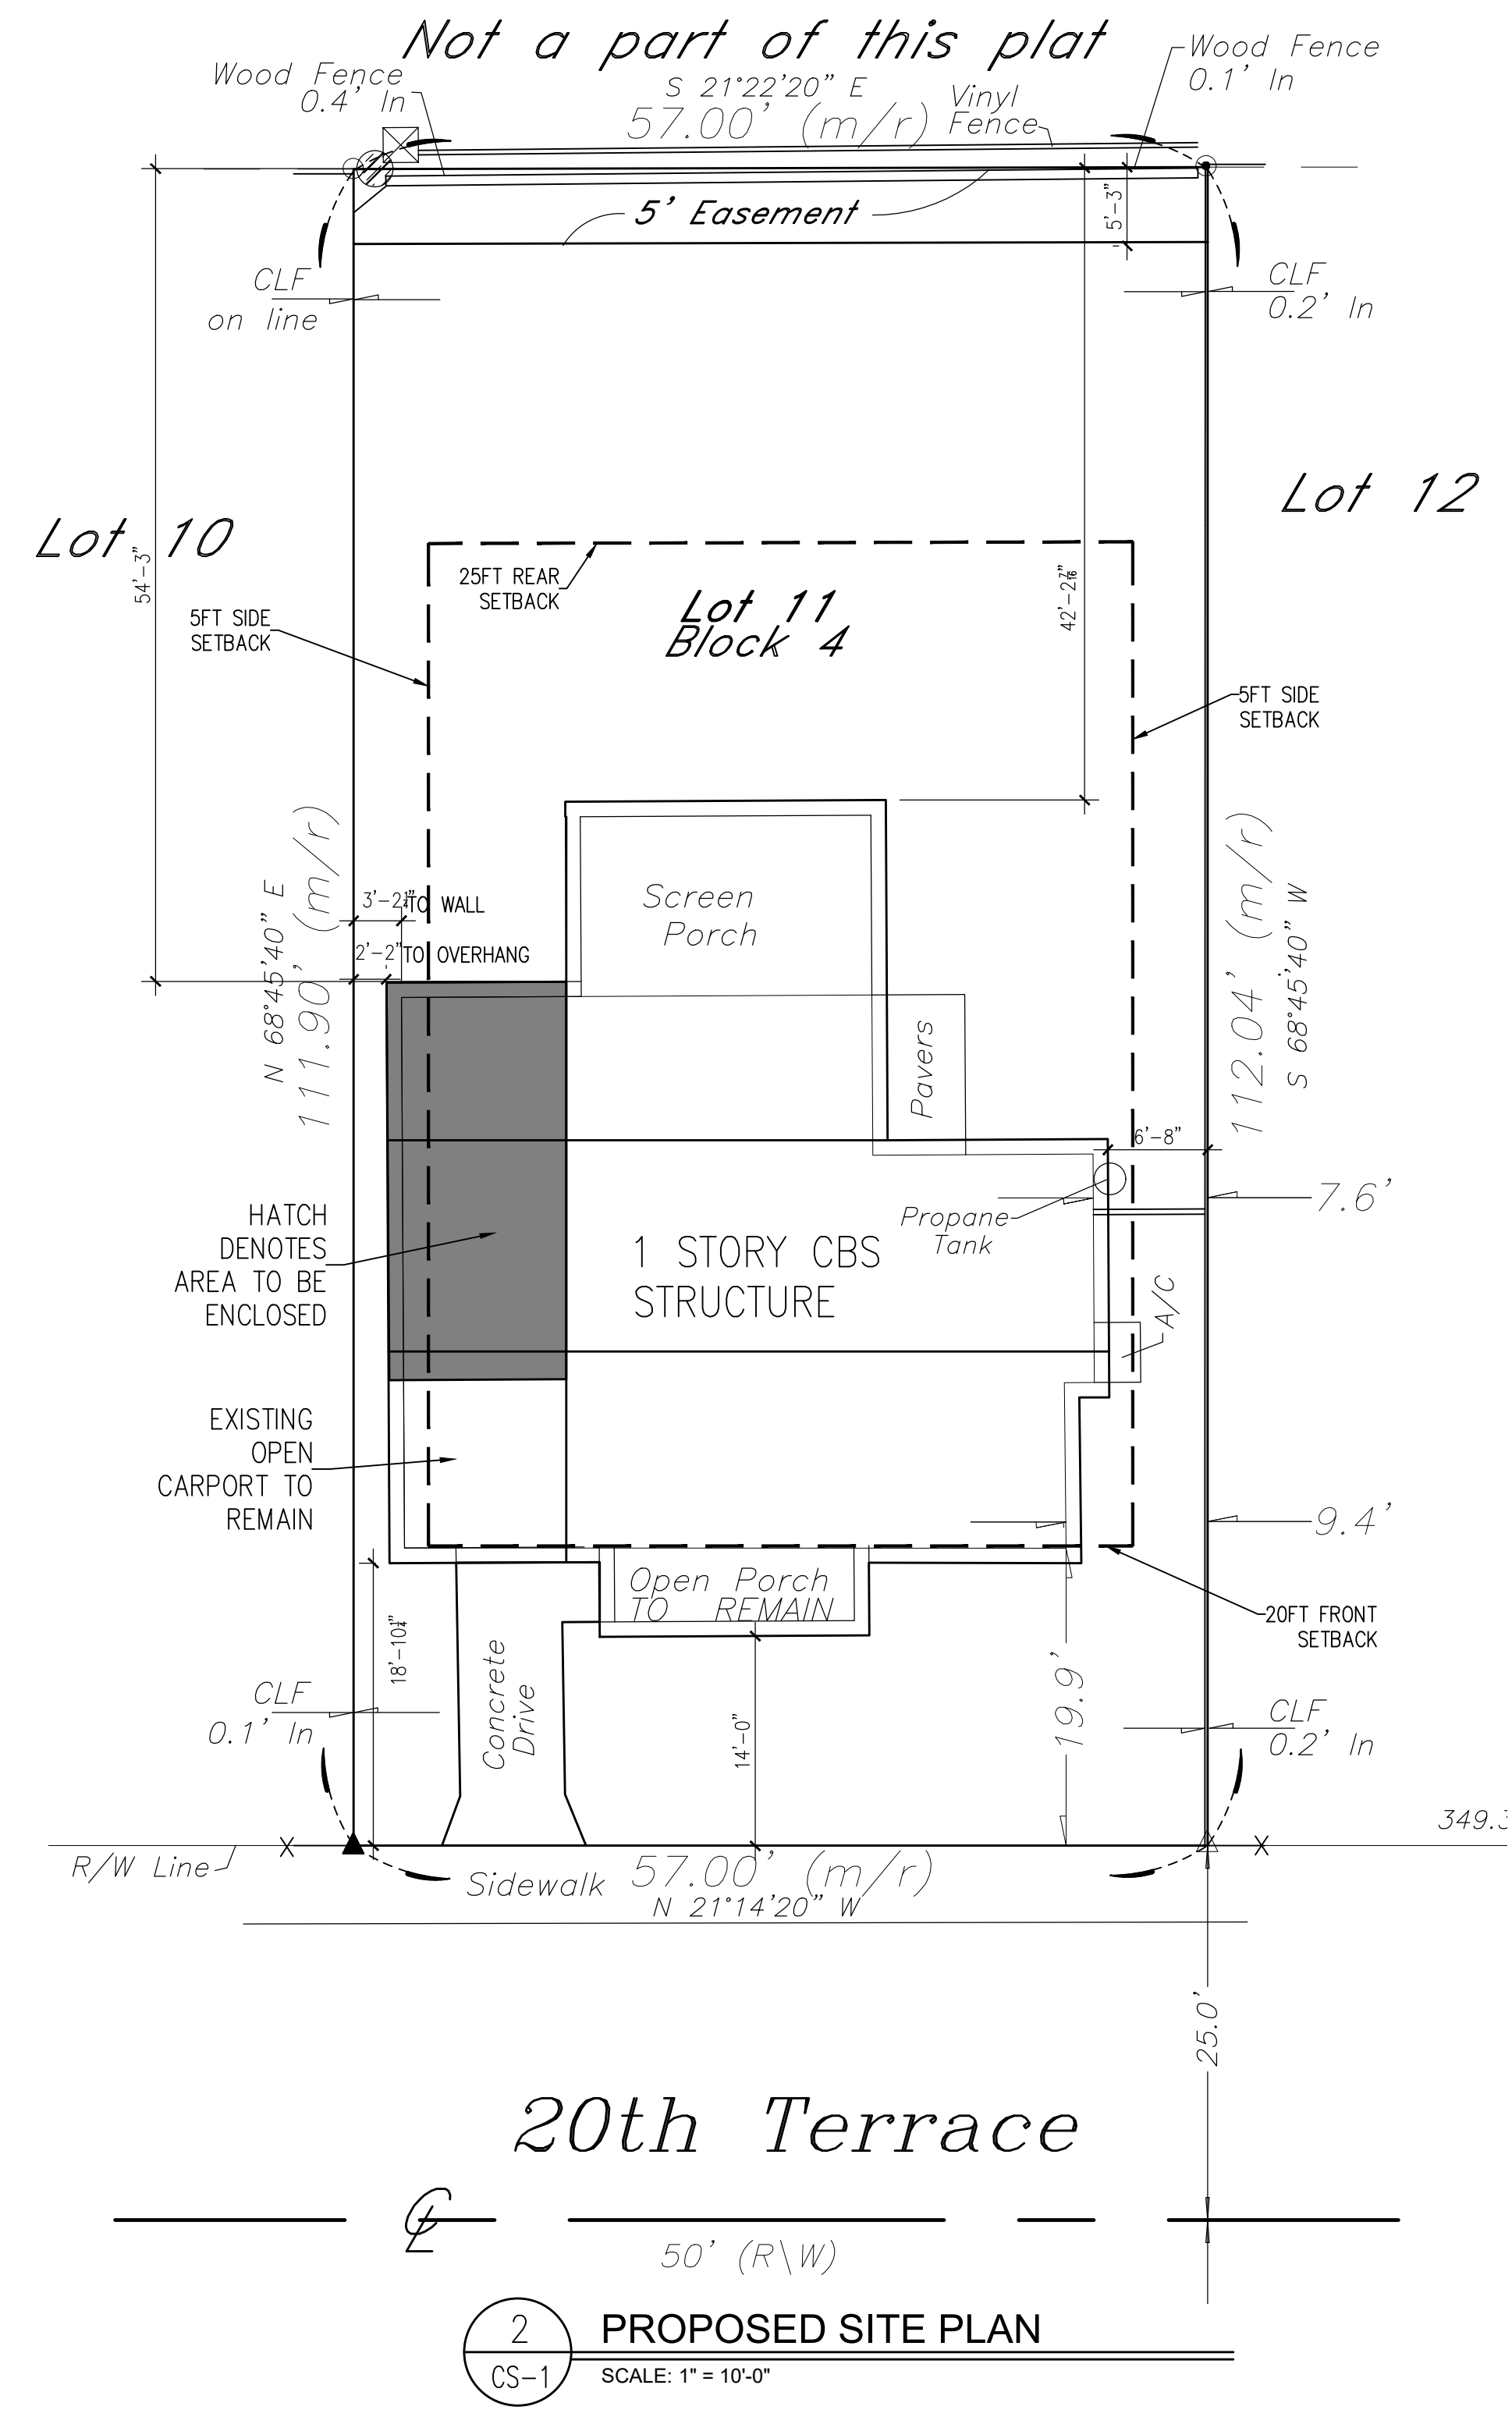 Not a part of this plat
Wood Fence
0.4' In
S 21°22'20" E
57.00' (m/r)
Vinyl
Fence
Wood Fence
0.1' In
5' Easement
5'-3"
CLF
on line
CLF
0.2' In
Lot 10
Lot 12
54'-3"
25FT REAR
SETBACK
Lot 11
Block 4
42'-2 7/16"
5FT SIDE
SETBACK
5FT SIDE
SETBACK
N 68°45'40" E
111.90' (m/r)
TO WALL
2'-2" TO OVERHANG
Screen
Porch
Pavers
112.04' (m/r)
S 68°45'40" W
6'-8"
7.6'
Propane
Tank
HATCH
DENOTES
AREA TO BE
ENCLOSED
1 STORY CBS
STRUCTURE
A/C
EXISTING
OPEN
CARPORT TO
REMAIN
9.4'
Open Porch
TO REMAIN
20FT FRONT
SETBACK
18'-10¼"
Concrete
Drive
14'-0"
19.9'
CLF
0.1' In
CLF
0.2' In
349.3
R/W Line
Sidewalk
57.00' (m/r)
N 21°14'20" W
25.0'
20th Terrace
50' (R\W)
2
CS-1
PROPOSED SITE PLAN
SCALE: 1" = 10'-0"